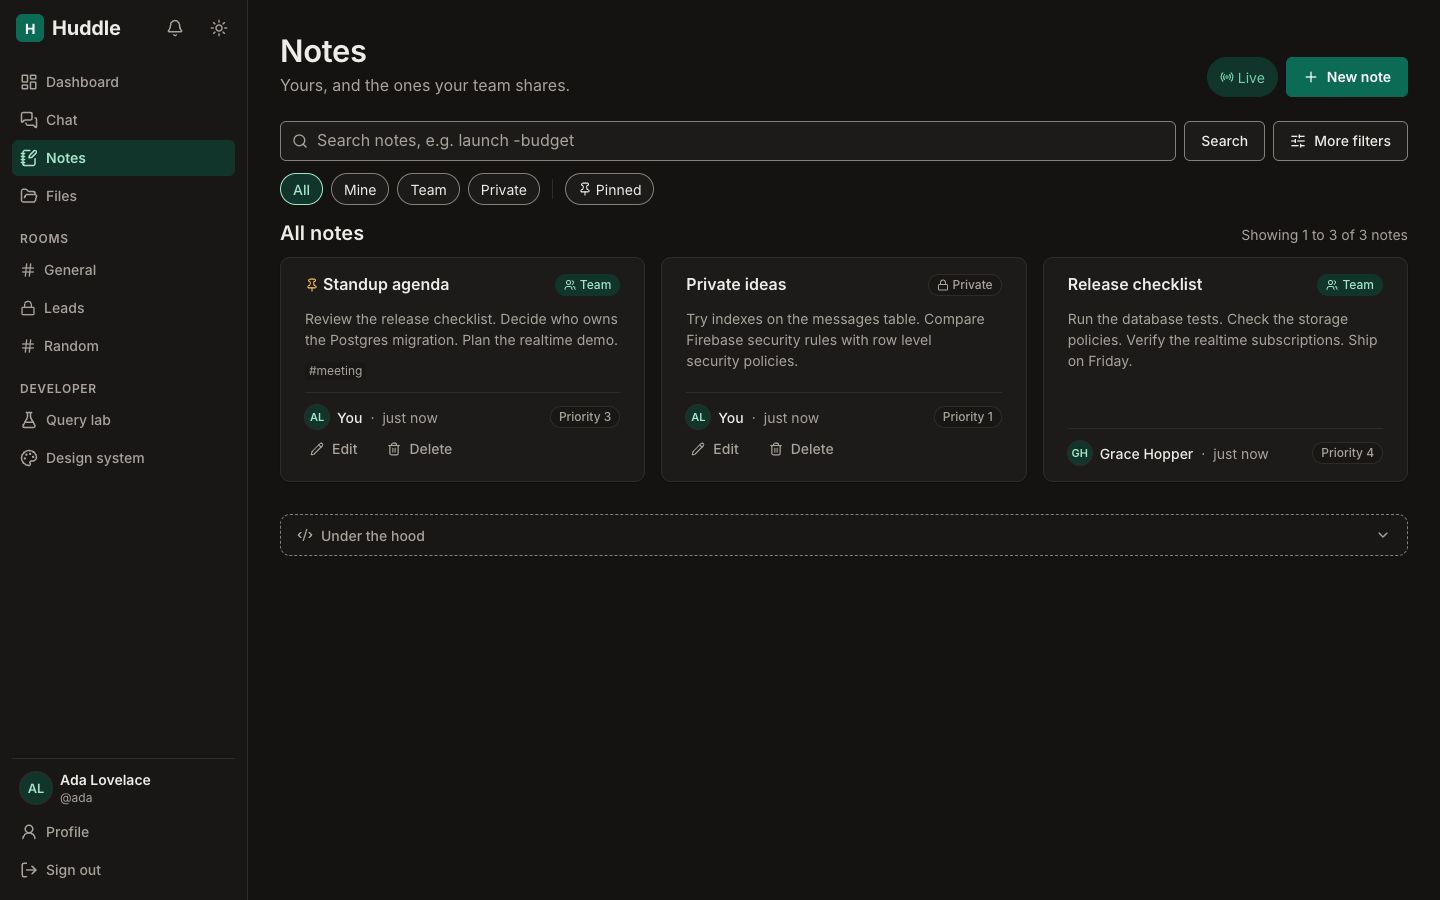 H Huddle
Dashboard
Chat
Notes
Files
ROOMS
General
Leads
Random
DEVELOPER
Query lab
Design system
AL
Ada Lovelace
@ada
Profile
Sign out
Notes
Yours, and the ones your team shares.
Live
New note
Search notes, e.g. launch -budget
Search
More filters
All
Mine
Team
Private
Pinned
All notes
Showing 1 to 3 of 3 notes
Standup agenda
Team
Review the release checklist. Decide who owns
the Postgres migration. Plan the realtime demo.
#meeting
AL You · just now
Priority 3
Edit
Delete
Private ideas
Private
Try indexes on the messages table. Compare
Firebase security rules with row level
security policies.
AL You · just now
Priority 1
Edit
Delete
Release checklist
Team
Run the database tests. Check the storage
policies. Verify the realtime subscriptions. Ship
on Friday.
GH Grace Hopper · just now
Priority 4
Under the hood